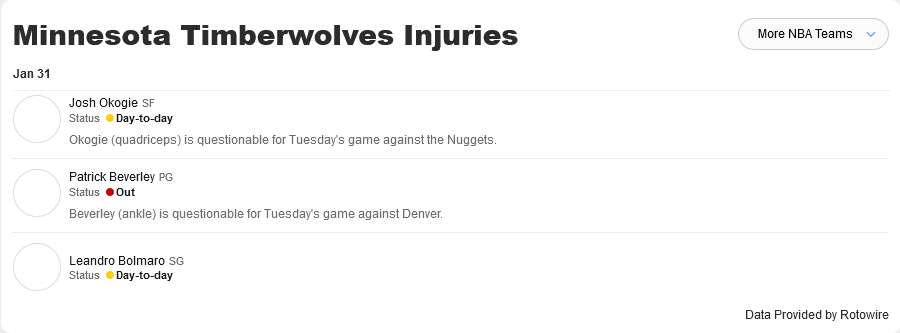 Minnesota Timberwolves Injuries
More NBA Teams
Jan 31
Josh Okogie SF
Status Day-to-day
Okogie (quadriceps) is questionable for Tuesday's game against the Nuggets.
Patrick Beverley PG
Status Out
Beverley (ankle) is questionable for Tuesday's game against Denver.
Leandro Bolmaro SG
Status Day-to-day
Data Provided by Rotowire